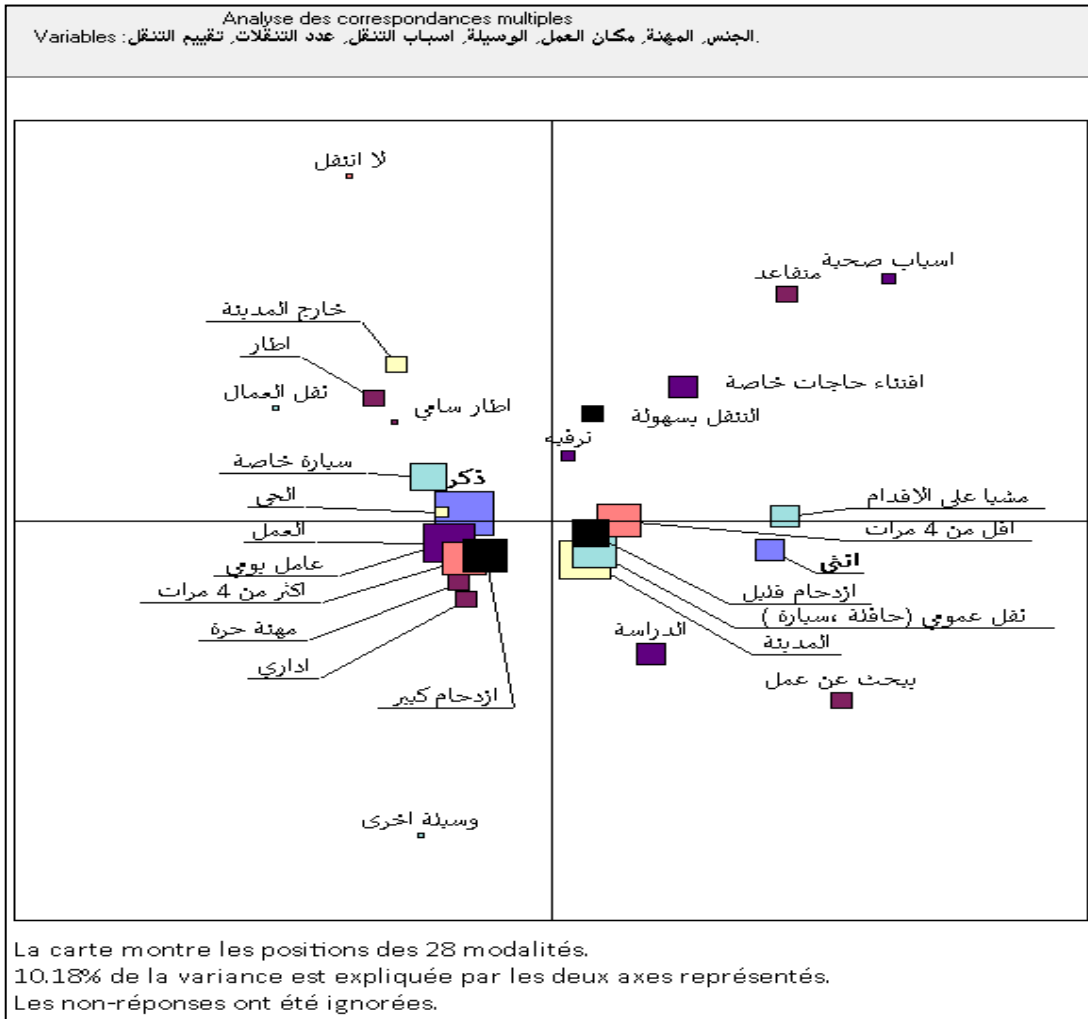 Analyse des correspondances multiples
Variables : الجنس, المهنة, مكان العمل, الوسيلة, اسباب التنقل, عدد التنقلات, تقييم التنقل.
لا اتنقل
اسباب صحية
متقاعد
خارج المدينة
اطار
نقل العمال
اطار سامي
اقتناء حاجات خاصة
التنقل بسهولة
ترفيه
سيارة خاصة
ذكر
الحي
مشيا على الاقدام
العمل
اقل من 4 مرات
عامل يومي
انثى
اكثر من 4 مرات
ازدحام قليل
نقل عمومي (حافلة ،سيارة )
مهنة حرة
الدراسة
المدينة
اداري
يبحث عن عمل
ازدحام كبير
وسيلة اخرى
La carte montre les positions des 28 modalités.
10.18% de la variance est expliquée par les deux axes représentés.
Les non-réponses ont été ignorées.